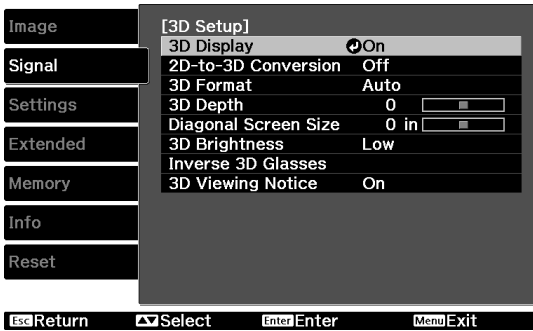 Image
Signal
Settings
Extended
Memory
Info
Reset
[3D Setup]
3D Display On
2D-to-3D Conversion Off
3D Format Auto
3D Depth 0
Diagonal Screen Size 0 in
3D Brightness Low
Inverse 3D Glasses
3D Viewing Notice On
Esc Return Select Enter Enter Menu Exit